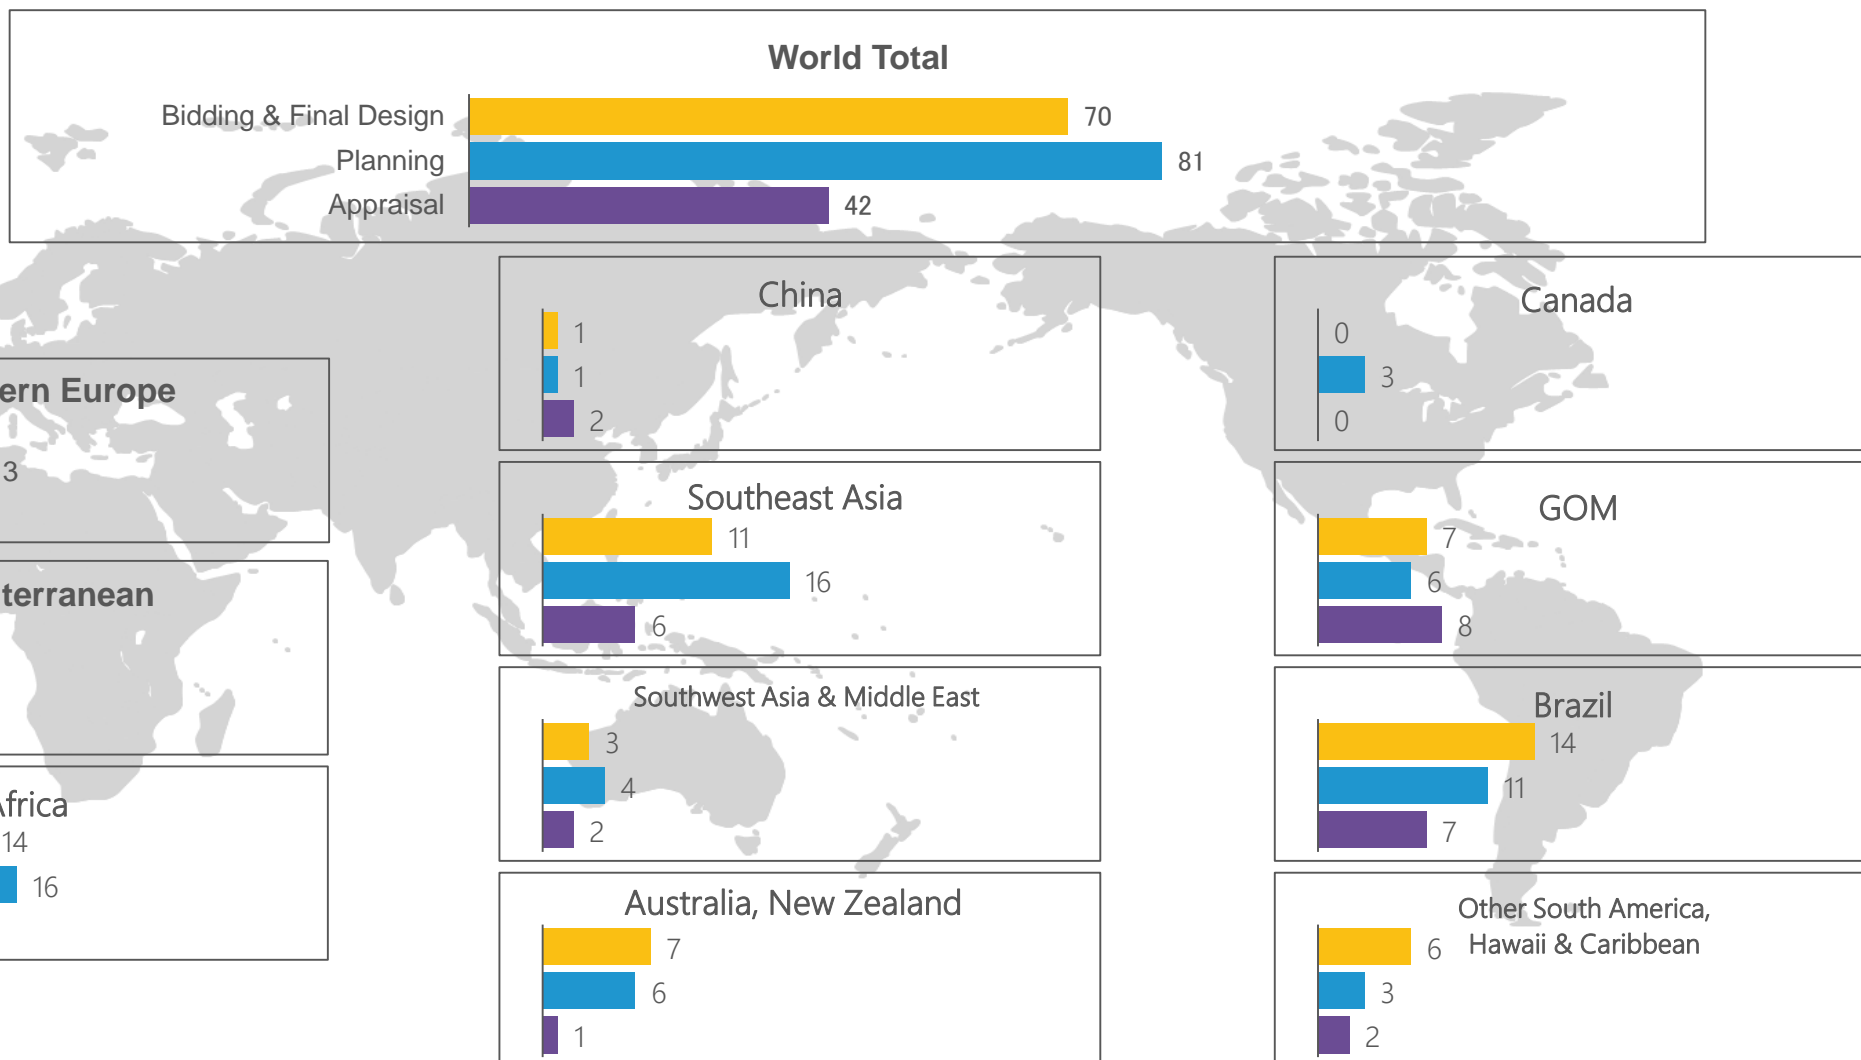 World Total
Bidding & Final Design 70
Planning 81
Appraisal 42
ern Europe
3
terranean
Africa
14
16
China
1
1
2
Southeast Asia
11
16
6
Southwest Asia & Middle East
3
4
2
Australia, New Zealand
7
6
1
Canada
0
3
0
GOM
7
6
8
Brazil
14
11
7
Other South America,
Hawaii & Caribbean
6
3
2